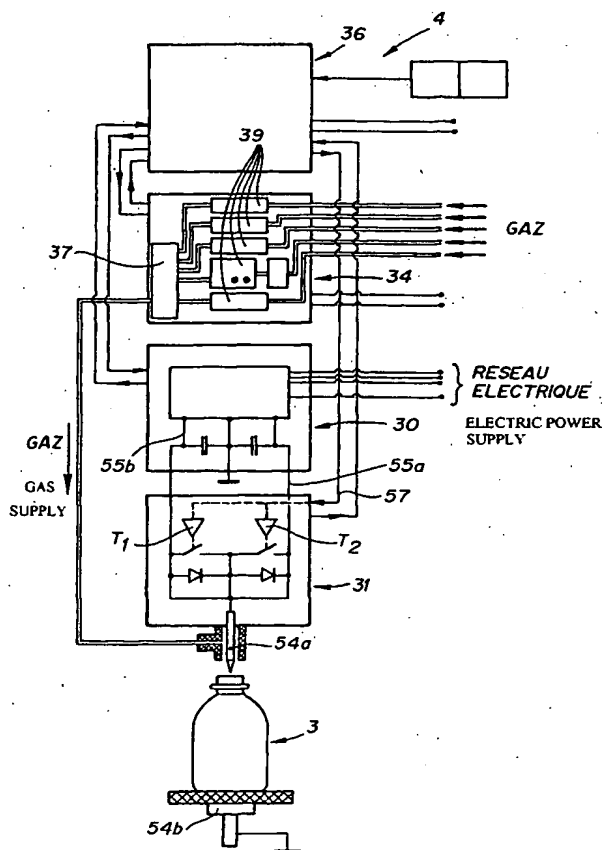 36
4
39
GAZ
37
34
RESEAU
ELECTRIQUE
GAZ
55b
30
ELECTRIC POWER
SUPPLY
GAS
SUPPLY
55a
57
T1
T2
31
54a
3
54b